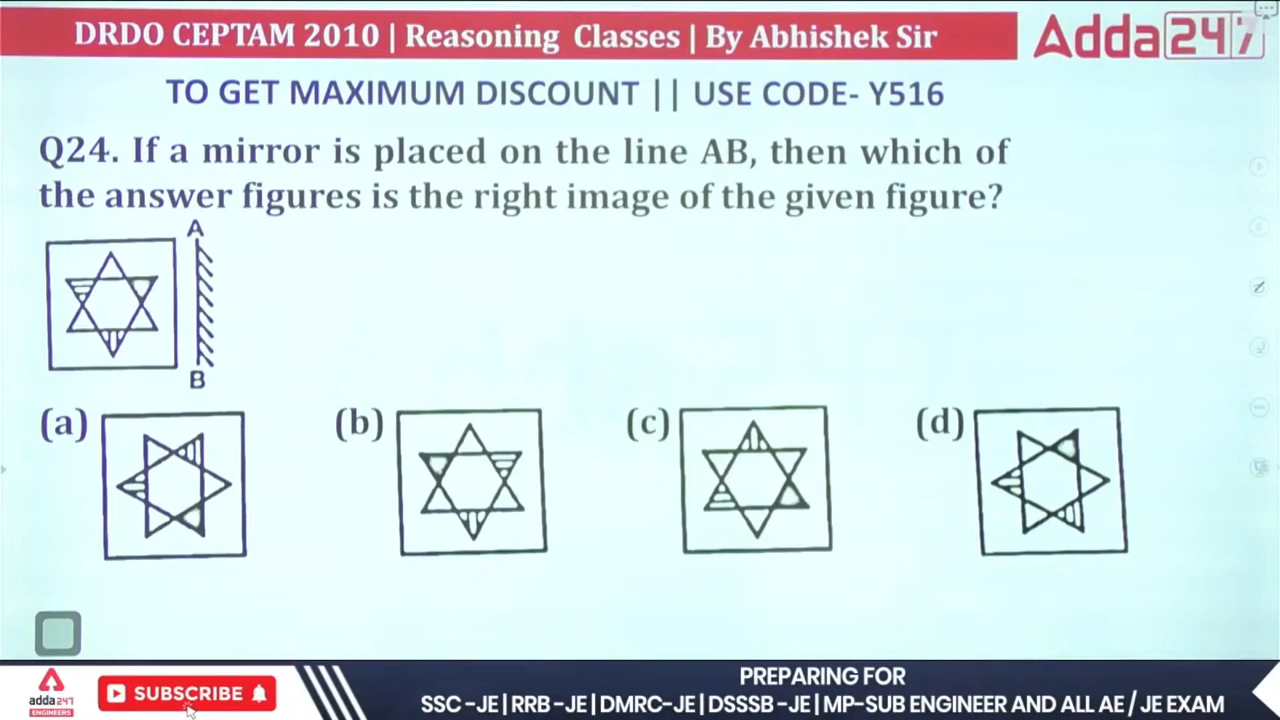 DRDO CEPTAM 2010 | Reasoning Classes | By Abhishek Sir
Adda247
TO GET MAXIMUM DISCOUNT || USE CODE- Y516
Q24. If a mirror is placed on the line AB, then which of
the answer figures is the right image of the given figure?
A
B
(a)
(b)
(c)
(d)
adda247
ENGINEERS
SUBSCRIBE
PREPARING FOR
SSC -JE | RRB -JE | DMRC-JE | DSSSB -JE | MP-SUB ENGINEER AND ALL AE / JE EXAM